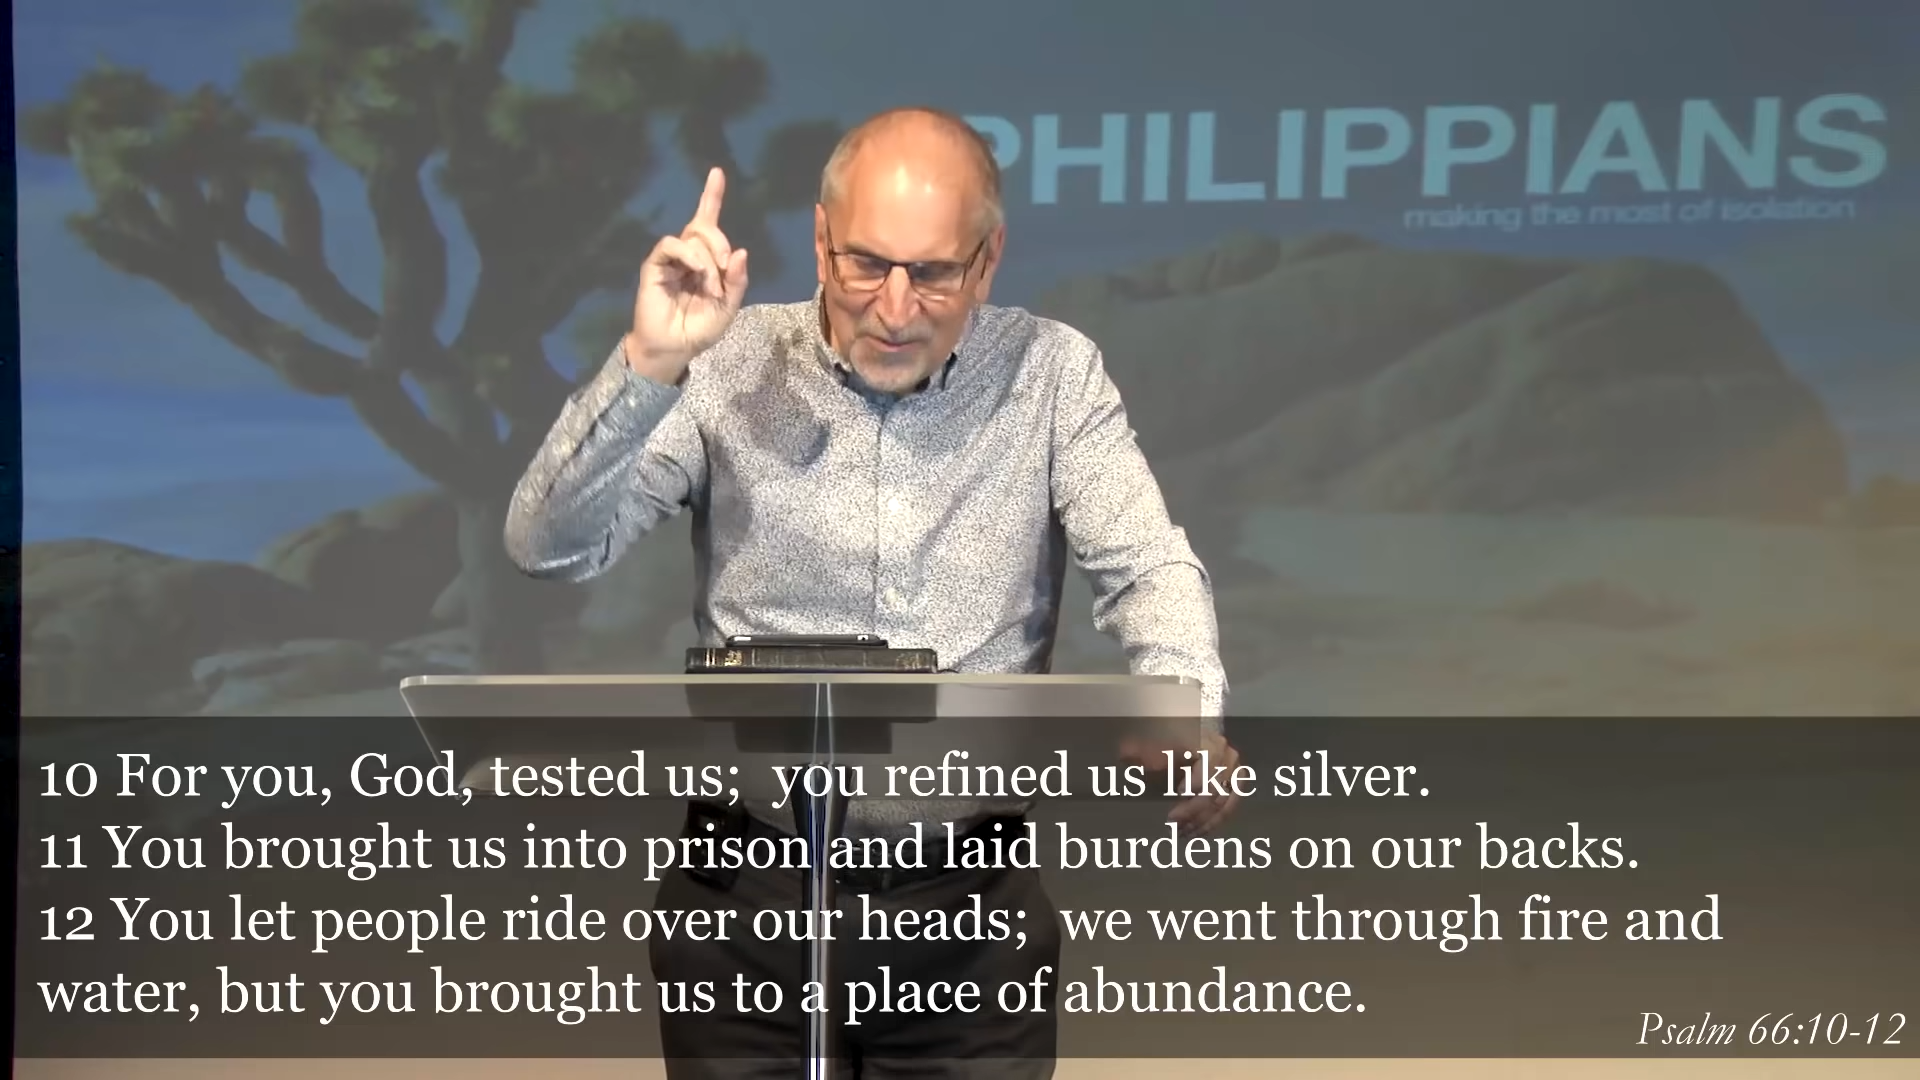 PHILIPPIANS
making the most of isolation
10 For you, God, tested us;  you refined us like silver.
11 You brought us into prison and laid burdens on our backs.
12 You let people ride over our heads;  we went through fire and
water, but you brought us to a place of abundance.
Psalm 66:10-12